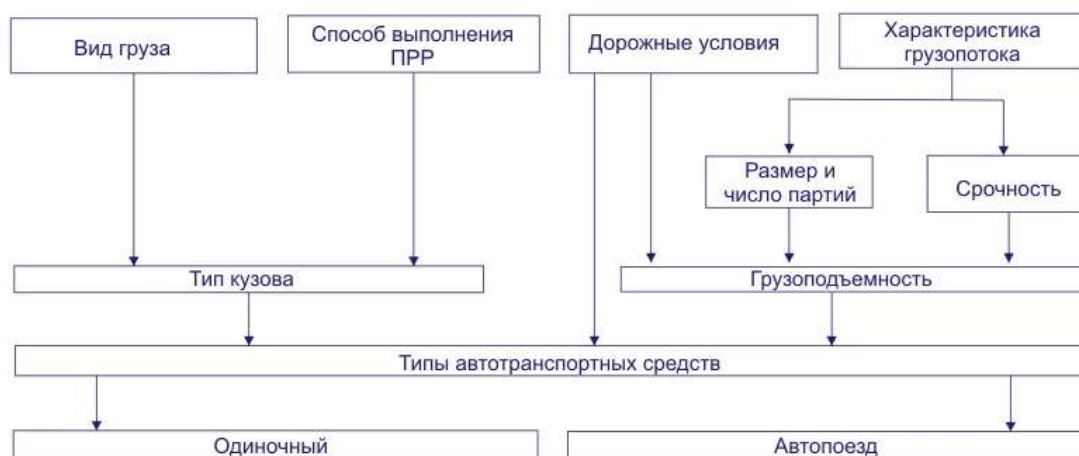 Вид груза
Способ выполнения
ПРР
Дорожные условия
Характеристика
грузопотока
Размер и
число партий
Срочность
Тип кузова
Грузоподъемность
Типы автотранспортных средств
Одиночный
Автопоезд